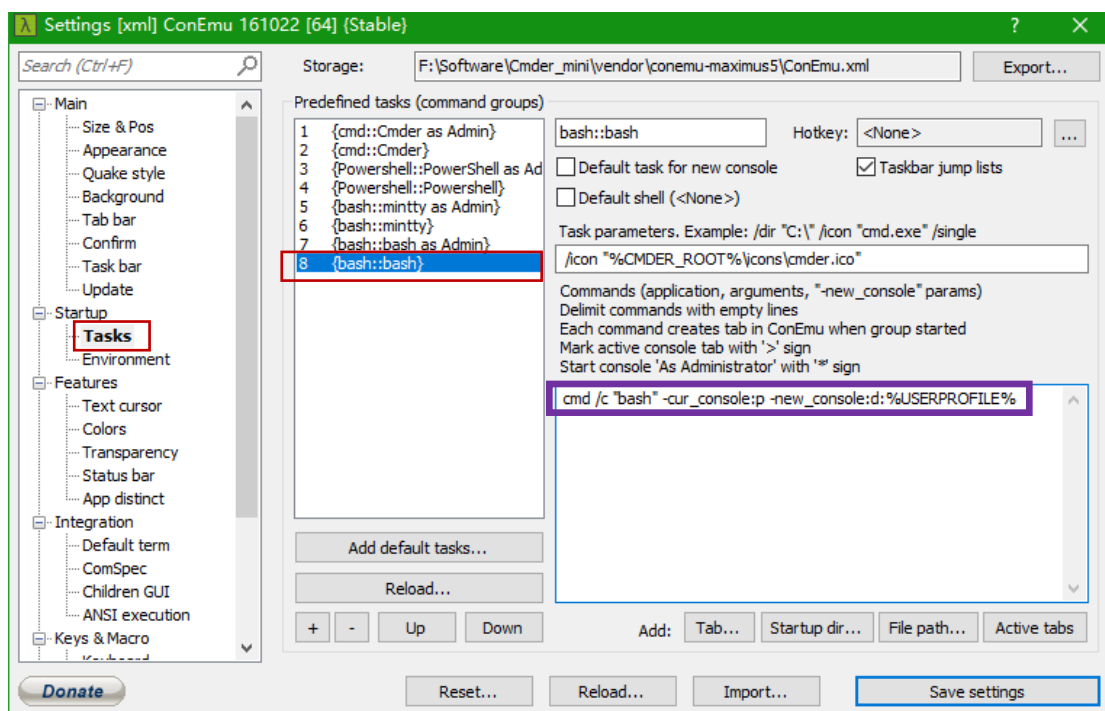 Settings [xml] ConEmu 161022 [64] {Stable}
?
Search (Ctrl+F)
Storage:
F:\Software\Cmder_mini\vendor\conemu-maximus5\ConEmu.xml
Export...
Main
Size & Pos
Appearance
Quake style
Background
Tab bar
Confirm
Task bar
Update
Startup
Tasks
Environment
Features
Text cursor
Colors
Transparency
Status bar
App distinct
Integration
Default term
ComSpec
Children GUI
ANSI execution
Keys & Macro
Keyboard
Predefined tasks (command groups)
1 {cmd::Cmder as Admin}
2 {cmd::Cmder}
3 {Powershell::PowerShell as Ad
4 {Powershell::Powershell}
5 {bash::mintty as Admin}
6 {bash::mintty}
7 {bash::bash as Admin}
8 {bash::bash}
Add default tasks...
Reload...
+
-
Up
Down
bash::bash
Hotkey:
<None>
...
Default task for new console
Taskbar jump lists
Default shell (<None>)
Task parameters. Example: /dir "C:\" /icon "cmd.exe" /single
/icon "%CMDER_ROOT%\icons\cmder.ico"
Commands (application, arguments, "-new_console" params)
Delimit commands with empty lines
Each command creates tab in ConEmu when group started
Mark active console tab with '>' sign
Start console 'As Administrator' with '*' sign
cmd /c "bash" -cur_console:p -new_console:d:%USERPROFILE%
Add:
Tab...
Startup dir...
File path...
Active tabs
Donate
Reset...
Reload...
Import...
Save settings